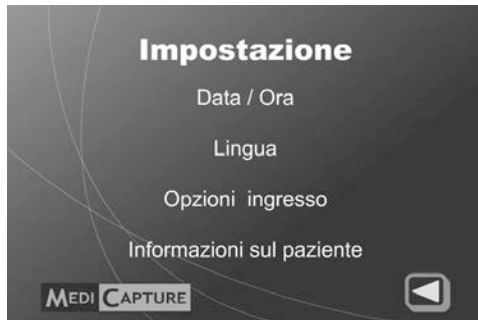 Impostazione
Data / Ora
Lingua
Opzioni ingresso
Informazioni sul paziente
MEDI CAPTURE